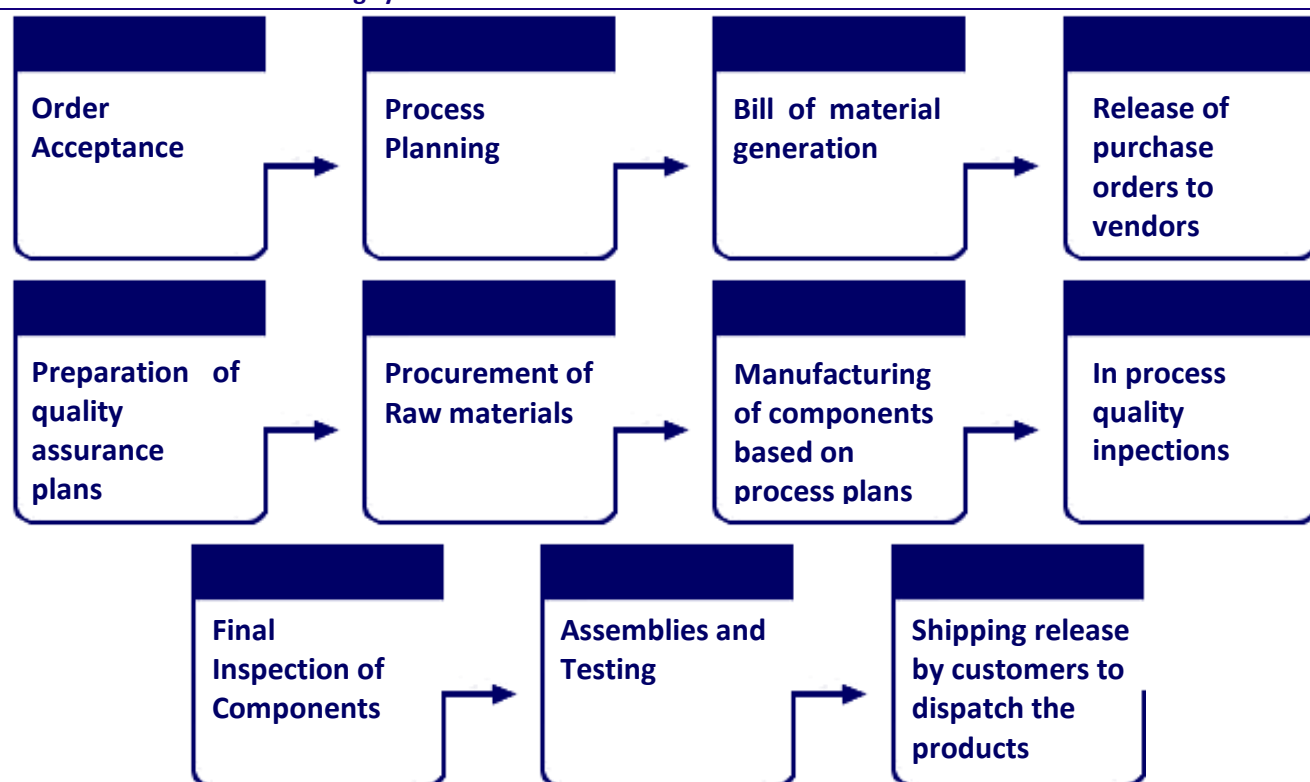 Order
Acceptance
Process
Planning
Bill of material
generation
Release of
purchase
orders to
vendors
Preparation of
quality
assurance
plans
Procurement of
Raw materials
Manufacturing
of components
based on
process plans
In process
quality
inpections
Final
Inspection of
Components
Assemblies and
Testing
Shipping release
by customers to
dispatch the
products